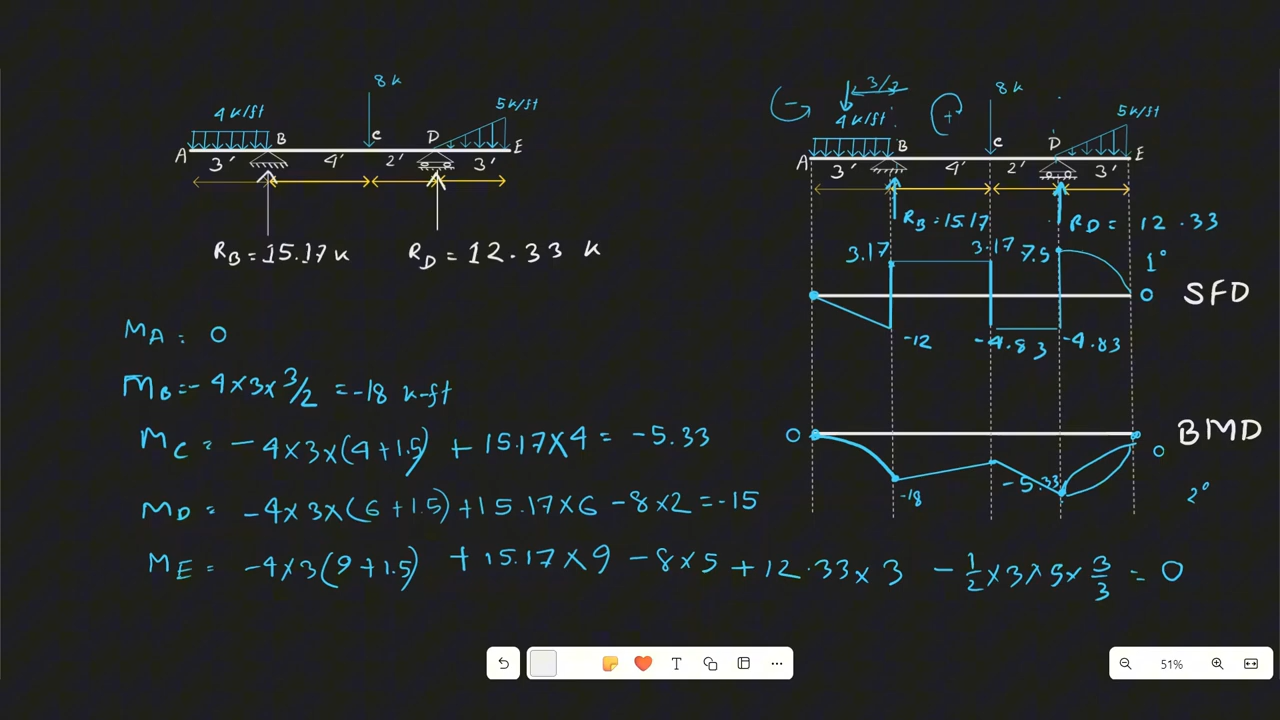 8 K
4 K/ft
5K/ft
A B C D E
3' 4' 2' 3'
RB = 15.17 K
RD = 12.33 K
MA = 0
MB = - 4 x 3 x 3/2 = -18 K-ft
MC = - 4 x 3 x (4 + 1.5) + 15.17 x 4 = -5.33
MD = -4 x 3 x (6 + 1.5) + 15.17 x 6 - 8 x 2 = -15
ME = -4 x 3 (9 + 1.5) + 15.17 x 9 - 8 x 5 + 12.33 x 3 - 1/2 x 3 x 5 x 3/3 = 0
3/2
8 K
4 K/ft
(+)
5 K/ft
A B C D E
3' 4' 2' 3'
RB = 15.17
RD = 12.33
3.17
3.17
7.5
1°
0
SFD
-12
-4.83
-4.83
0
BMD
0
-18
-5.33
2°
T
51%